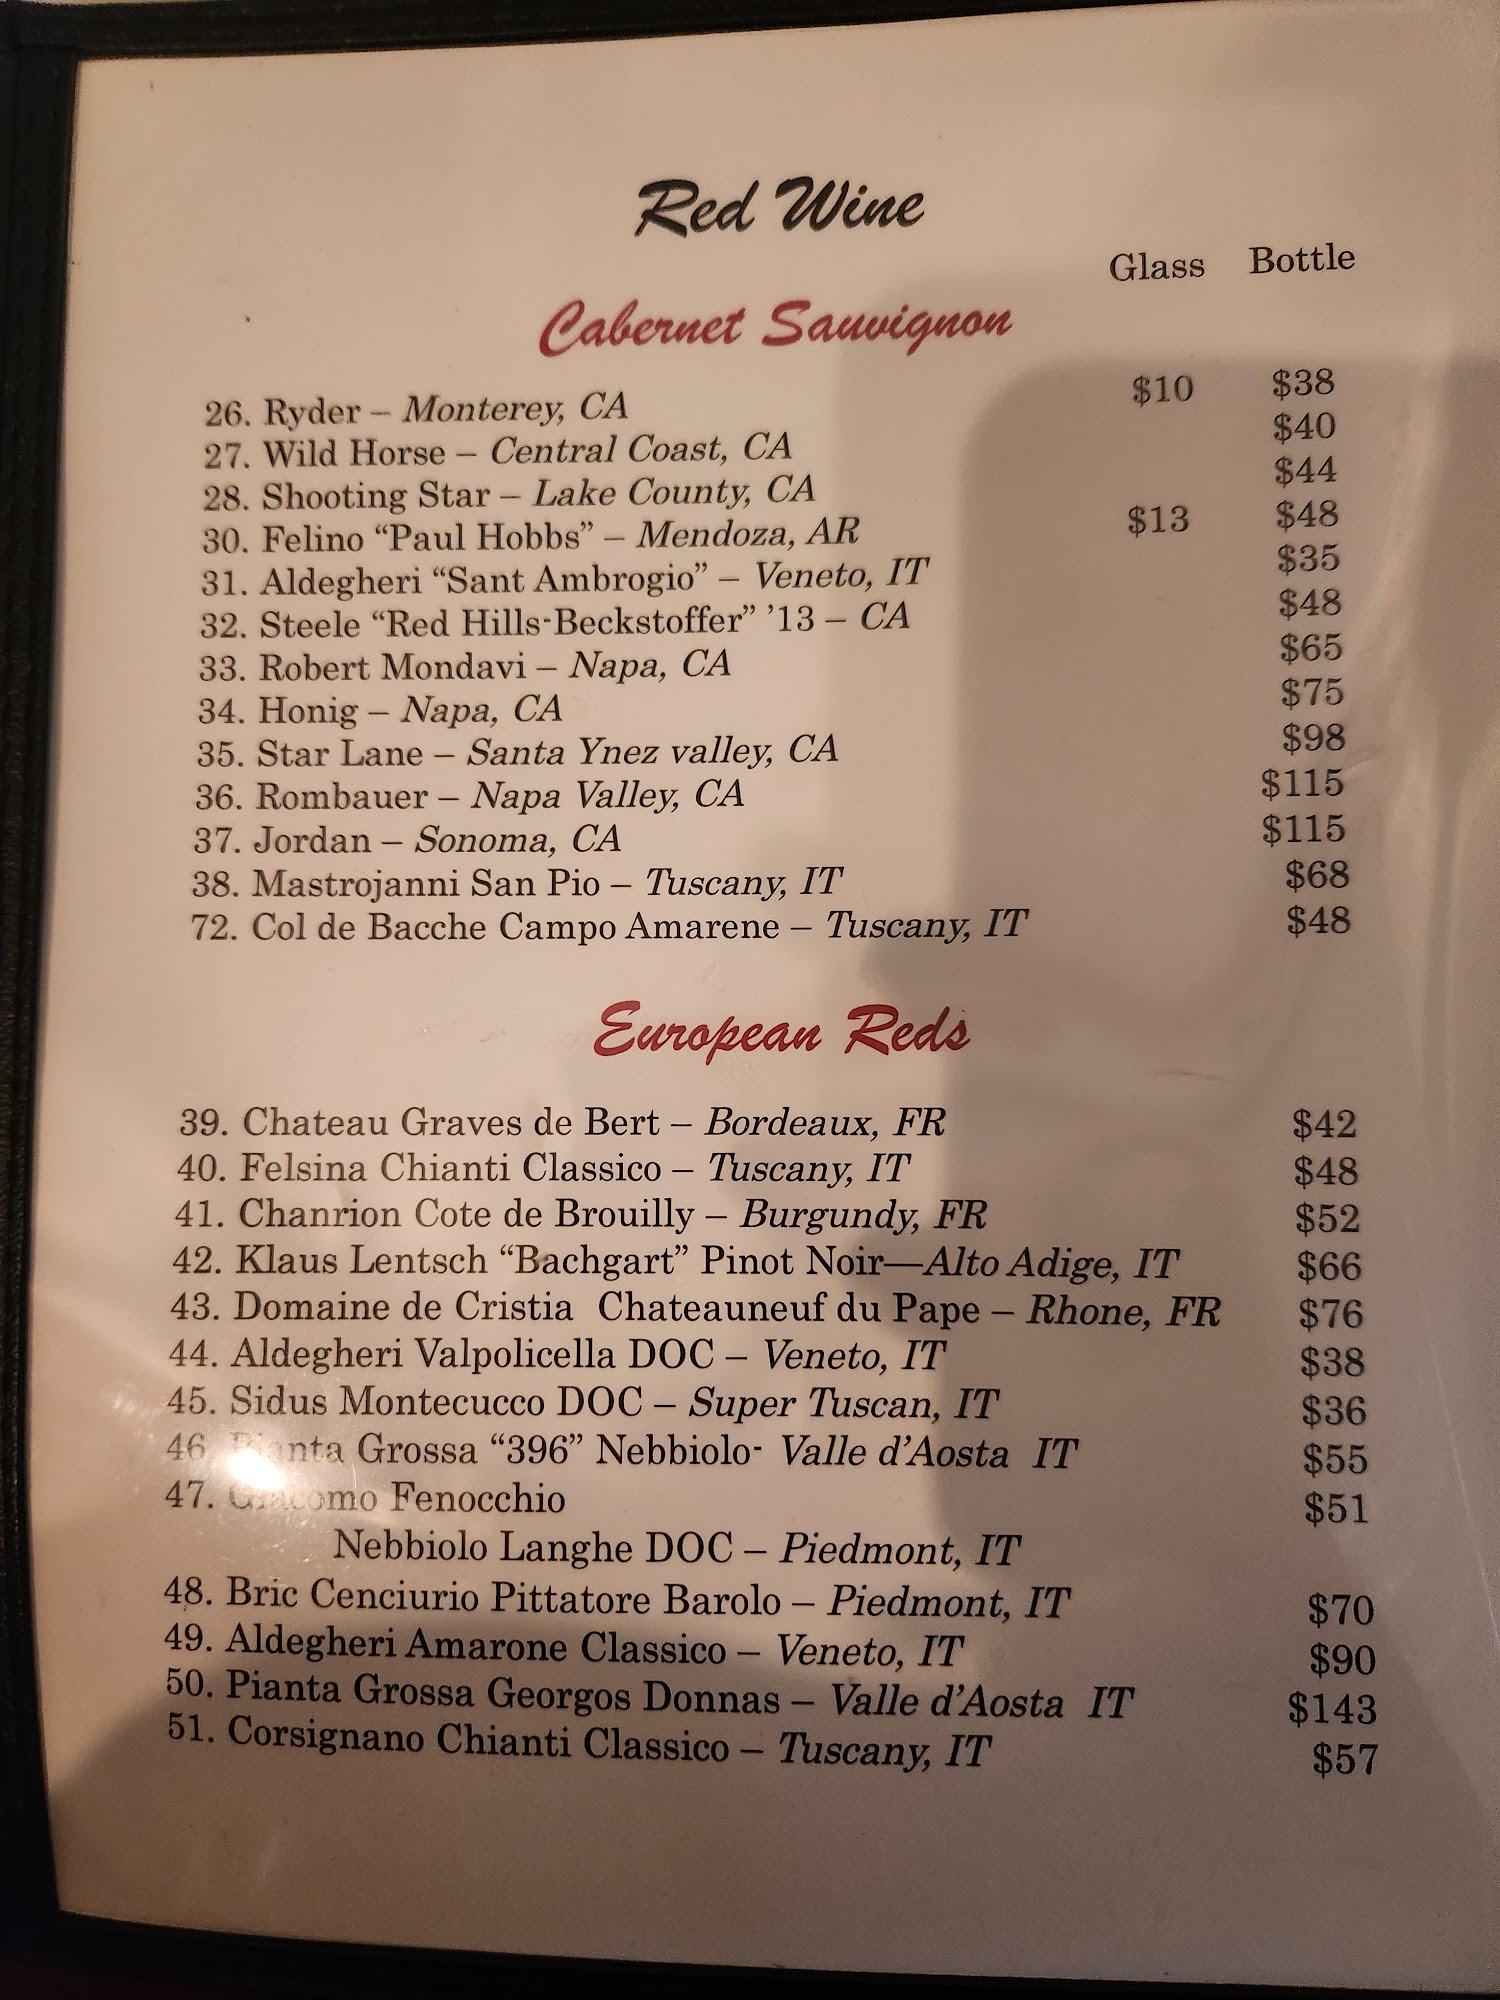 Red Wine
Glass Bottle
Cabernet Sauvignon
26. Ryder – Monterey, CA $10 $38
27. Wild Horse – Central Coast, CA $40
28. Shooting Star – Lake County, CA $44
30. Felino “Paul Hobbs” – Mendoza, AR $13 $48
31. Aldegheri “Sant Ambrogio” – Veneto, IT $35
32. Steele “Red Hills-Beckstoffer” ’13 – CA $48
33. Robert Mondavi – Napa, CA $65
34. Honig – Napa, CA $75
35. Star Lane – Santa Ynez valley, CA $98
36. Rombauer – Napa Valley, CA $115
37. Jordan – Sonoma, CA $115
38. Mastrojanni San Pio – Tuscany, IT $68
72. Col de Bacche Campo Amarene – Tuscany, IT $48
European Reds
39. Chateau Graves de Bert – Bordeaux, FR $42
40. Felsina Chianti Classico – Tuscany, IT $48
41. Chanrion Cote de Brouilly – Burgundy, FR $52
42. Klaus Lentsch “Bachgart” Pinot Noir—Alto Adige, IT $66
43. Domaine de Cristia Chateauneuf du Pape – Rhone, FR $76
44. Aldegheri Valpolicella DOC – Veneto, IT $38
45. Sidus Montecucco DOC – Super Tuscan, IT $36
46. Pianta Grossa “396” Nebbiolo- Valle d’Aosta IT $55
47. Giacomo Fenocchio $51
Nebbiolo Langhe DOC – Piedmont, IT
48. Bric Cenciurio Pittatore Barolo – Piedmont, IT $70
49. Aldegheri Amarone Classico – Veneto, IT $90
50. Pianta Grossa Georgos Donnas – Valle d’Aosta IT $143
51. Corsignano Chianti Classico – Tuscany, IT $57